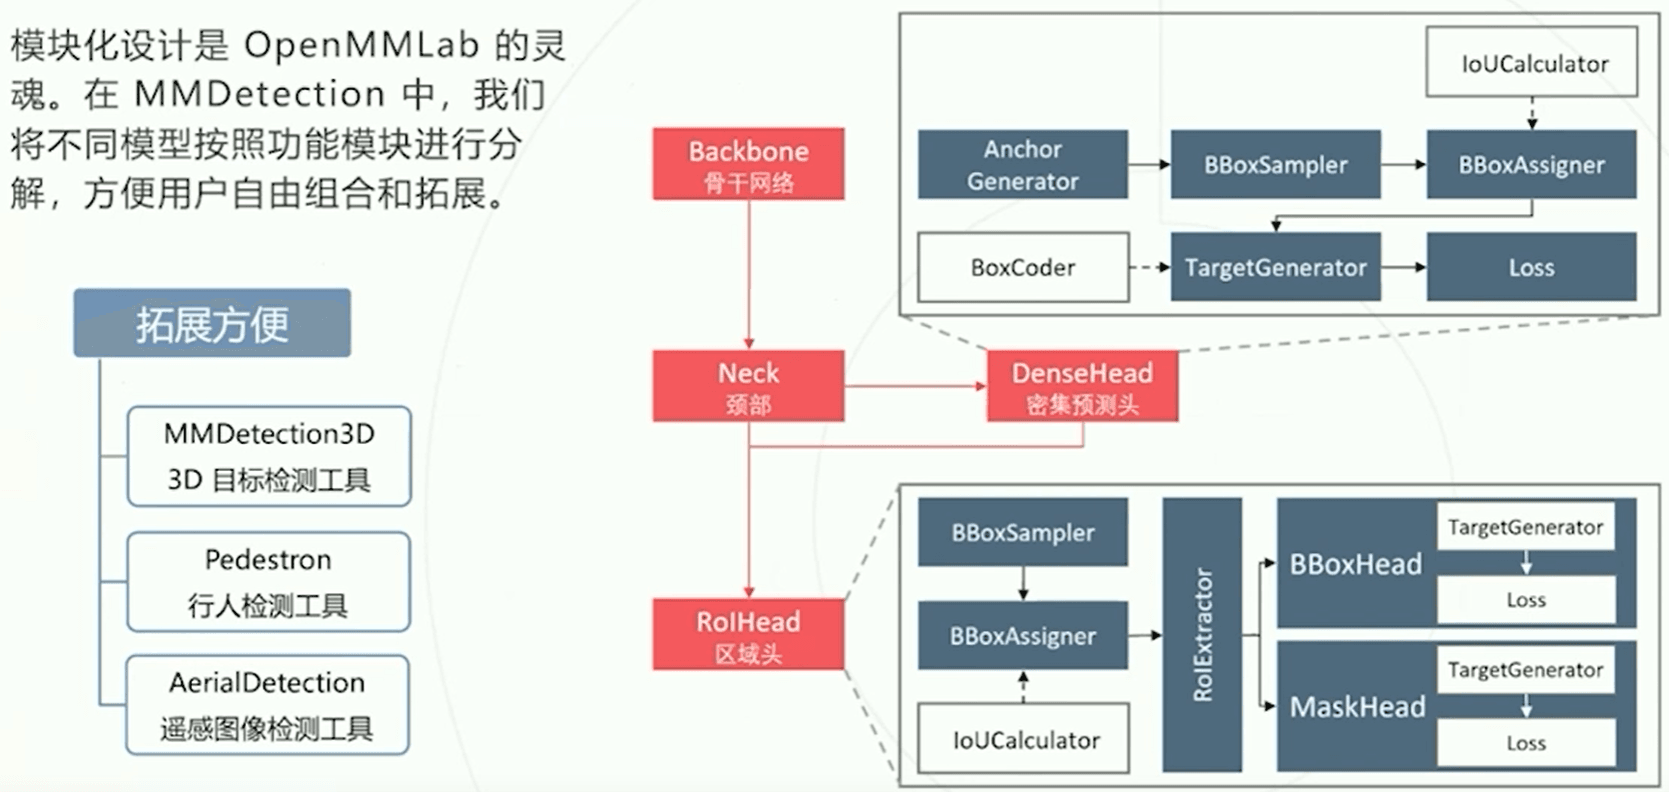 模块化设计是 OpenMMLab 的灵
魂。在 MMDetection 中，我们
将不同模型按照功能模块进行分
解，方便用户自由组合和拓展。
拓展方便
MMDetection3D
3D 目标检测工具
Pedestron
行人检测工具
AerialDetection
遥感图像检测工具
Backbone
骨干网络
Neck
颈部
DenseHead
密集预测头
RoIHead
区域头
IoUCalculator
Anchor
Generator
BBoxSampler
BBoxAssigner
BoxCoder
TargetGenerator
Loss
BBoxSampler
BBoxAssigner
IoUCalculator
RoIExtractor
BBoxHead
TargetGenerator
Loss
MaskHead
TargetGenerator
Loss